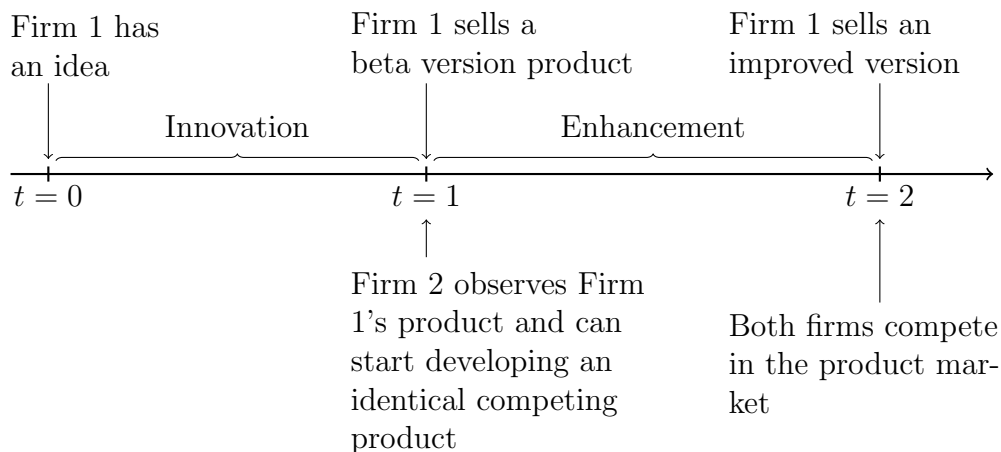 Firm 1 has
an idea
Firm 1 sells a
beta version product
Firm 1 sells an
improved version
Innovation
Enhancement
t = 0
t = 1
t = 2
Firm 2 observes Firm
1's product and can
start developing an
identical competing
product
Both firms compete
in the product mar-
ket